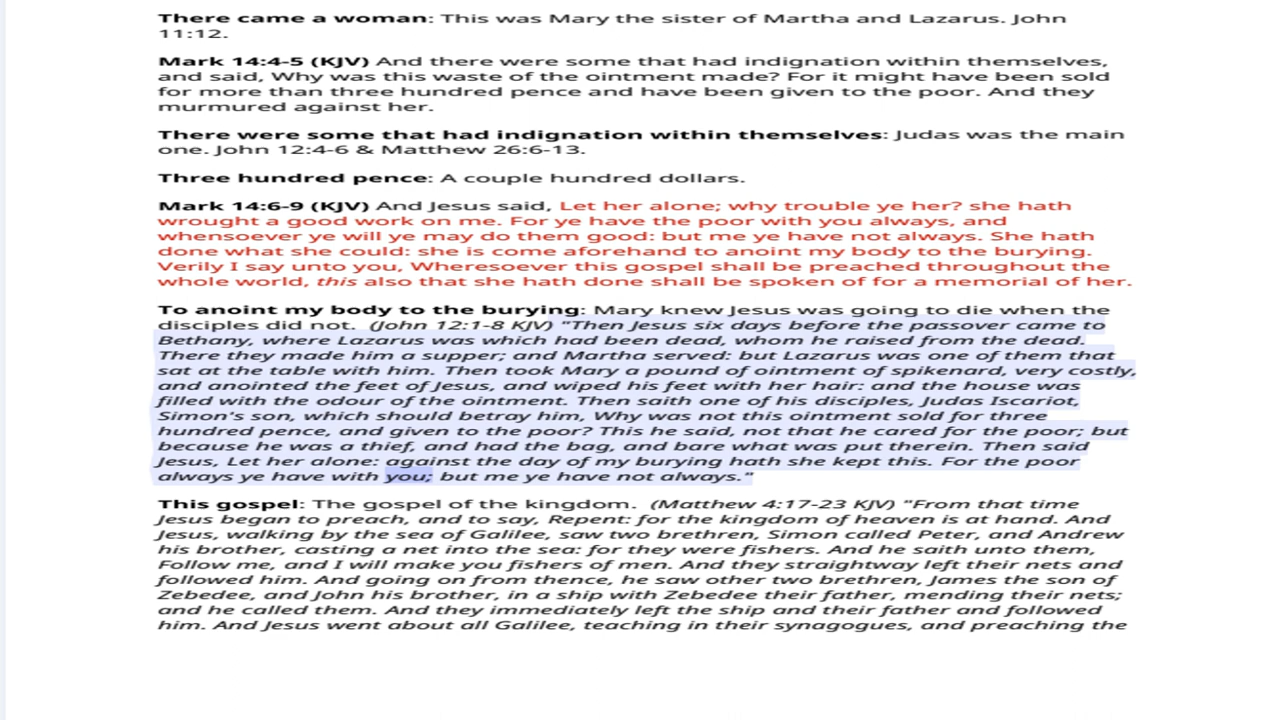 There came a woman: This was Mary the sister of Martha and Lazarus. John
11:12.
Mark 14:4-5 (KJV) And there were some that had indignation within themselves,
and said, Why was this waste of the ointment made? For it might have been sold
for more than three hundred pence and have been given to the poor. And they
murmured against her.
There were some that had indignation within themselves: Judas was the main
one. John 12:4-6 & Matthew 26:6-13.
Three hundred pence: A couple hundred dollars.
Mark 14:6-9 (KJV) And Jesus said, Let her alone; why trouble ye her? she hath
wrought a good work on me. For ye have the poor with you always, and
whensoever ye will ye may do them good: but me ye have not always. She hath
done what she could: she is come aforehand to anoint my body to the burying.
Verily I say unto you, Wheresoever this gospel shall be preached throughout the
whole world, this also that she hath done shall be spoken of for a memorial of her.
To anoint my body to the burying: Mary knew Jesus was going to die when the
disciples did not. (John 12:1-8 KJV) "Then Jesus six days before the passover came to
Bethany, where Lazarus was which had been dead, whom he raised from the dead.
There they made him a supper; and Martha served: but Lazarus was one of them that
sat at the table with him. Then took Mary a pound of ointment of spikenard, very costly,
and anointed the feet of Jesus, and wiped his feet with her hair: and the house was
filled with the odour of the ointment. Then saith one of his disciples, Judas Iscariot,
Simon's son, which should betray him, Why was not this ointment sold for three
hundred pence, and given to the poor? This he said, not that he cared for the poor; but
because he was a thief, and had the bag, and bare what was put therein. Then said
Jesus, Let her alone: against the day of my burying hath she kept this. For the poor
always ye have with you; but me ye have not always."
This gospel: The gospel of the kingdom. (Matthew 4:17-23 KJV) "From that time
Jesus began to preach, and to say, Repent: for the kingdom of heaven is at hand. And
Jesus, walking by the sea of Galilee, saw two brethren, Simon called Peter, and Andrew
his brother, casting a net into the sea: for they were fishers. And he saith unto them,
Follow me, and I will make you fishers of men. And they straightway left their nets and
followed him. And going on from thence, he saw other two brethren, James the son of
Zebedee, and John his brother, in a ship with Zebedee their father, mending their nets;
and he called them. And they immediately left the ship and their father and followed
him. And Jesus went about all Galilee, teaching in their synagogues, and preaching the